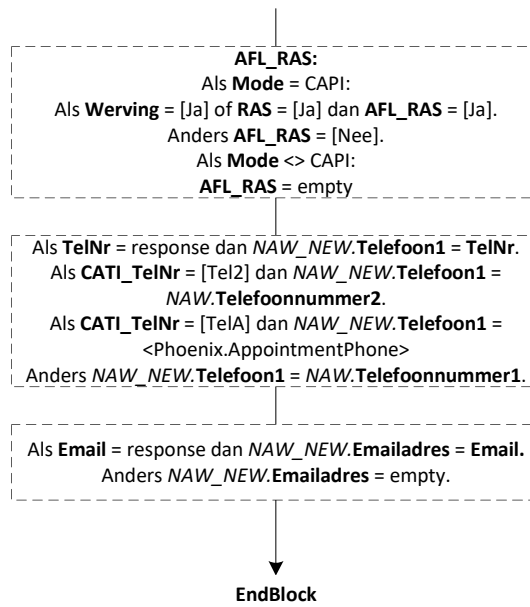 AFL_RAS:
Als Mode = CAPI:
Als Werving = [Ja] of RAS = [Ja] dan AFL_RAS = [Ja].
Anders AFL_RAS = [Nee].
Als Mode <> CAPI:
AFL_RAS = empty
Als TelNr = response dan NAW_NEW.Telefoon1 = TelNr.
Als CATI_TelNr = [Tel2] dan NAW_NEW.Telefoon1 =
NAW.Telefoonnummer2.
Als CATI_TelNr = [TelA] dan NAW_NEW.Telefoon1 =
<Phoenix.AppointmentPhone>
Anders NAW_NEW.Telefoon1 = NAW.Telefoonnummer1.
Als Email = response dan NAW_NEW.Emailadres = Email.
Anders NAW_NEW.Emailadres = empty.
EndBlock